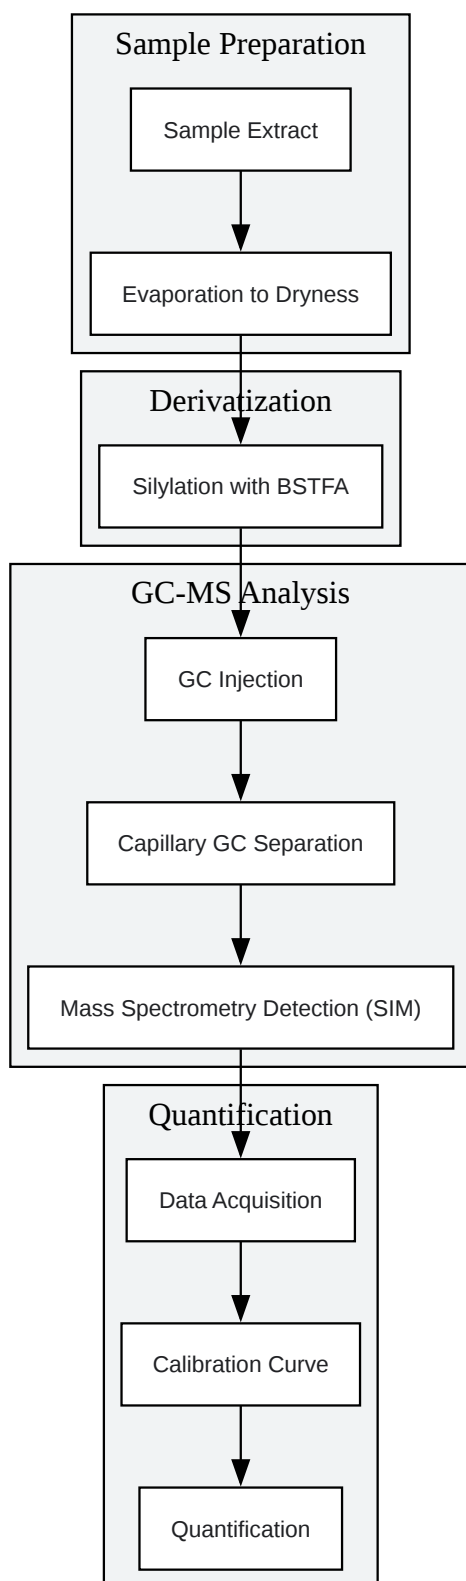 Sample Preparation
Sample Extract
Evaporation to Dryness
Derivatization
Silylation with BSTFA
GC-MS Analysis
GC Injection
Capillary GC Separation
Mass Spectrometry Detection (SIM)
Quantification
Data Acquisition
Calibration Curve
Quantification